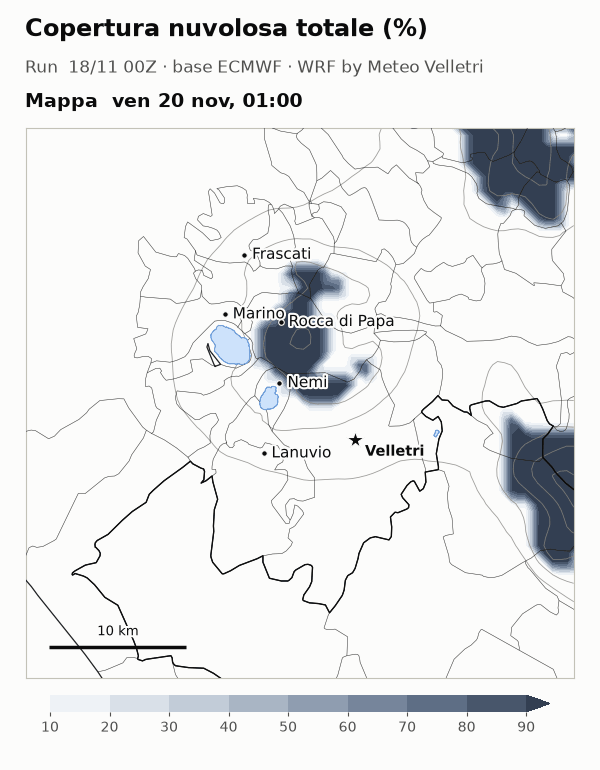 Copertura nuvolosa totale (%)
Run  18/11 00Z · base ECMWF · WRF by Meteo Velletri
Mappa  ven 20 nov, 01:00
Frascati
Marino
Rocca di Papa
Nemi
Velletri
Lanuvio
10 km
10 20 30 40 50 60 70 80 90